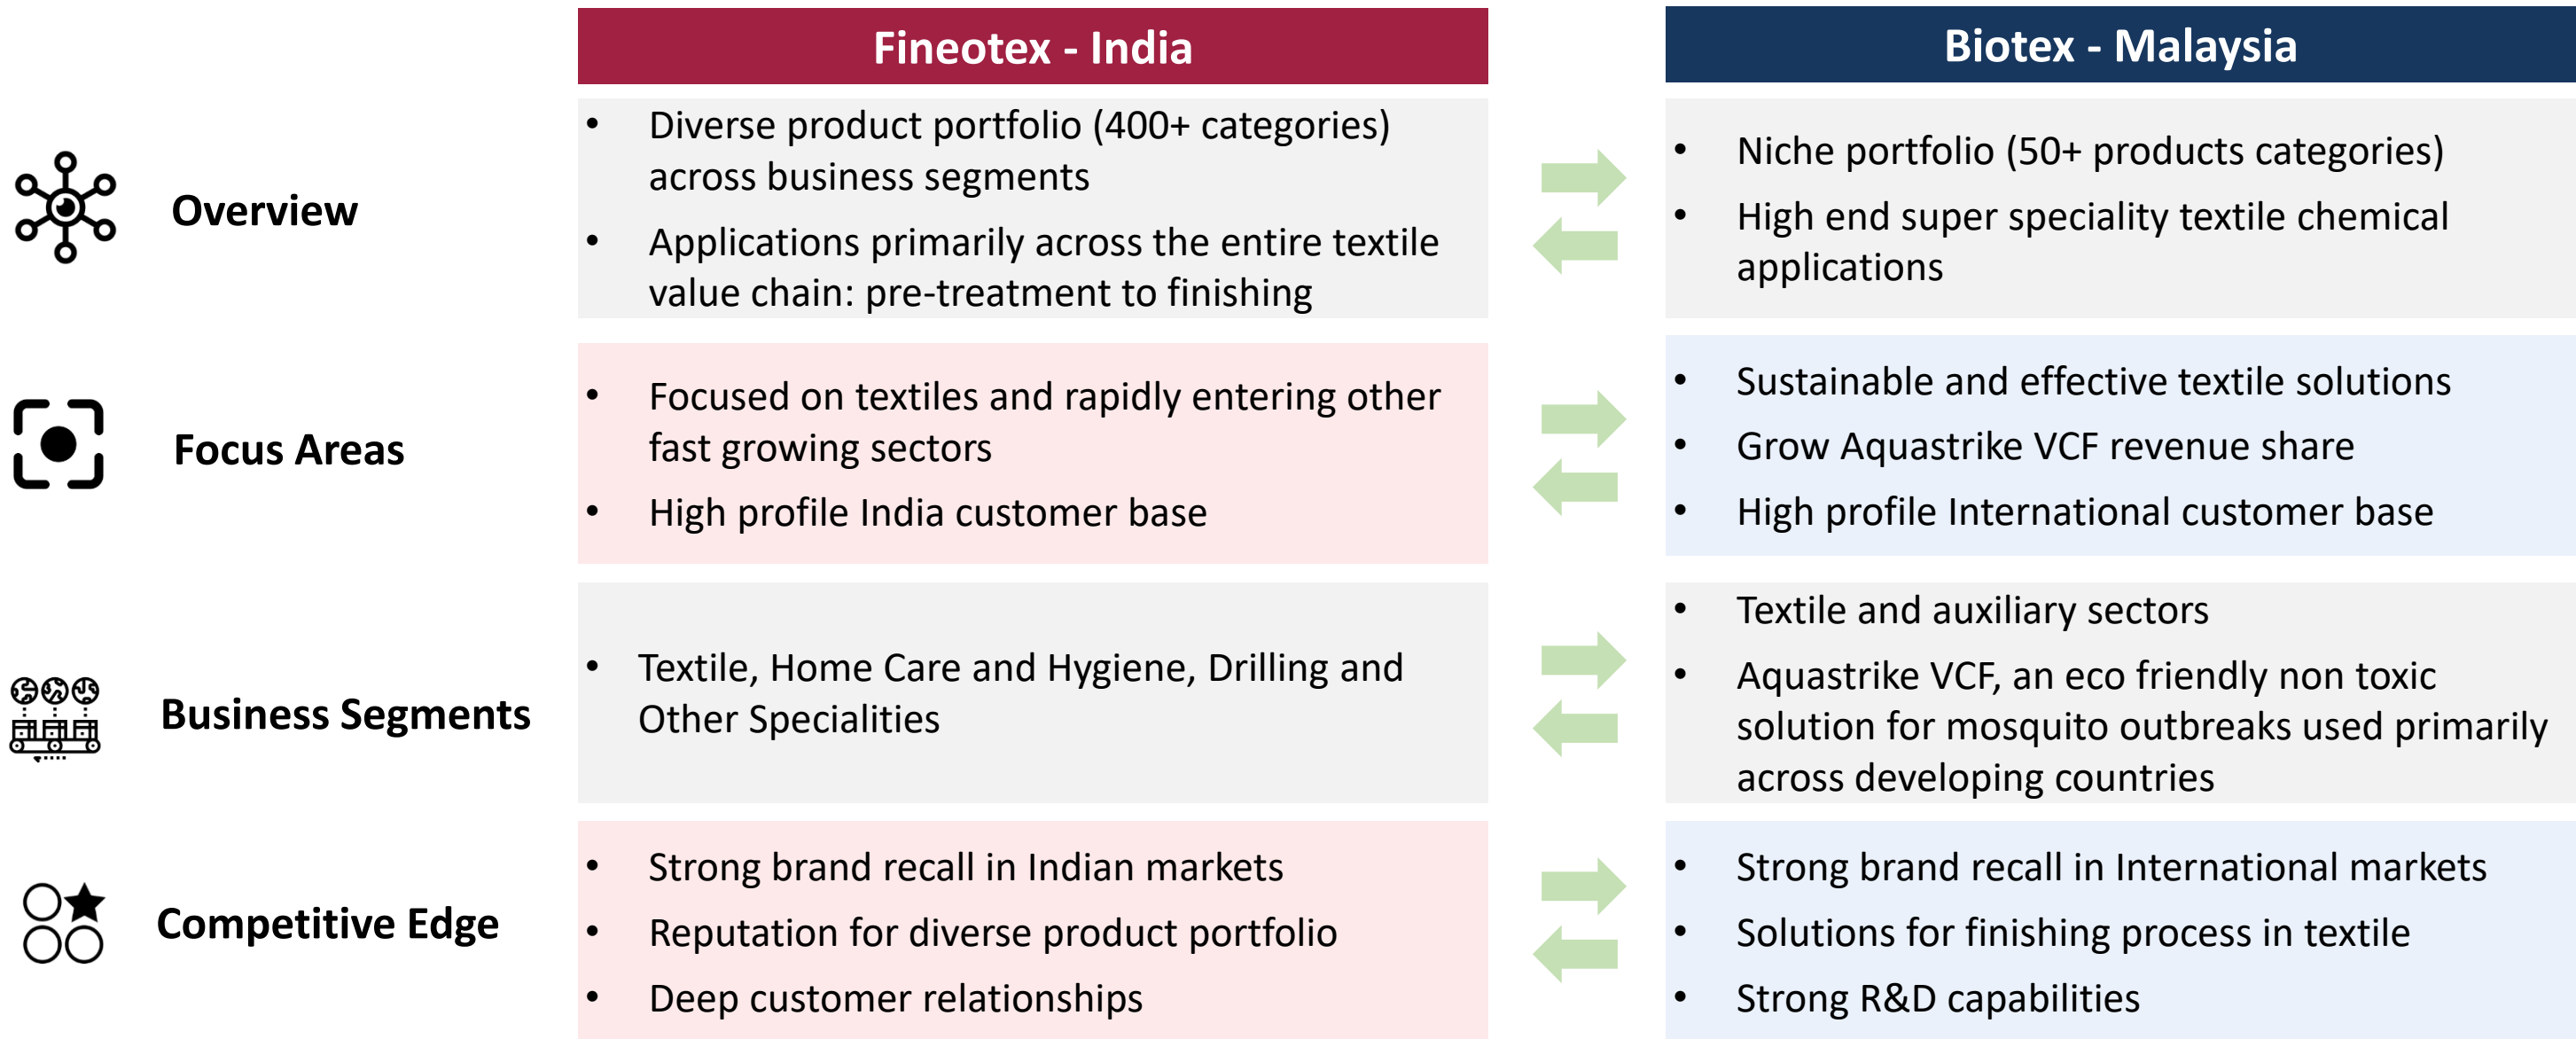 Fineotex - India
Biotex - Malaysia
Overview
• Diverse product portfolio (400+ categories)
across business segments
• Applications primarily across the entire textile
value chain: pre-treatment to finishing
• Niche portfolio (50+ products categories)
• High end super speciality textile chemical
applications
Focus Areas
• Focused on textiles and rapidly entering other
fast growing sectors
• High profile India customer base
• Sustainable and effective textile solutions
• Grow Aquastrike VCF revenue share
• High profile International customer base
Business Segments
• Textile, Home Care and Hygiene, Drilling and
Other Specialities
• Textile and auxiliary sectors
• Aquastrike VCF, an eco friendly non toxic
solution for mosquito outbreaks used primarily
across developing countries
Competitive Edge
• Strong brand recall in Indian markets
• Reputation for diverse product portfolio
• Deep customer relationships
• Strong brand recall in International markets
• Solutions for finishing process in textile
• Strong R&D capabilities